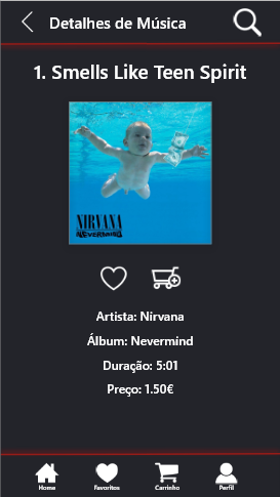 Detalhes de Música
1. Smells Like Teen Spirit
NIRVANA
NEVERMIND
Artista: Nirvana
Álbum: Nevermind
Duração: 5:01
Preço: 1.50€
Home
Favoritos
Carrinho
Perfil